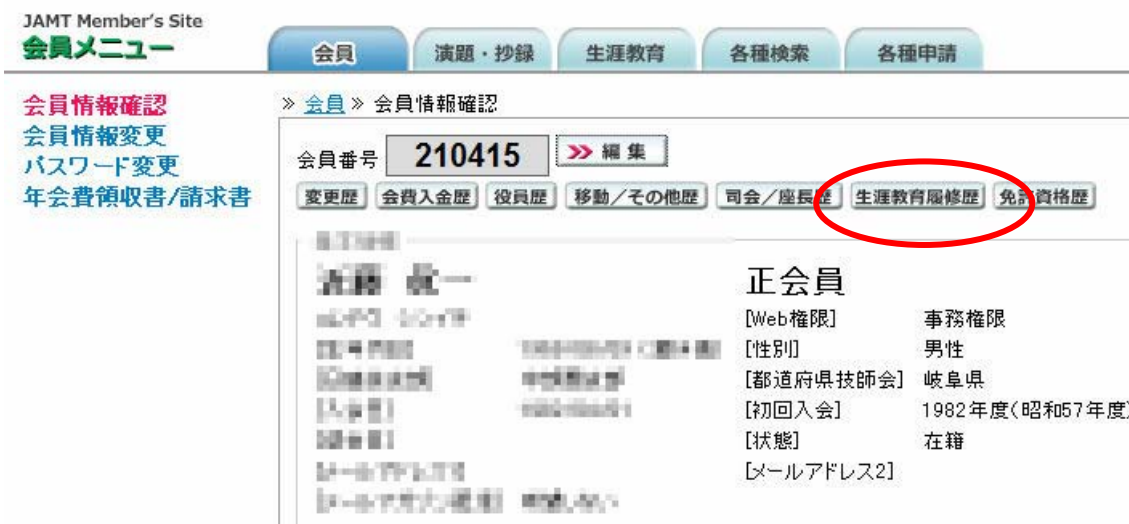 JAMT Member's Site
会員メニュー
会員 演題・抄録 生涯教育 各種検索 各種申請
会員情報確認
会員情報変更
パスワード変更
年会費領収書/請求書
» 会員 » 会員情報確認
会員番号 210415 >> 編集
変更歴 会費入金歴 役員歴 移動/その他歴 司会/座長歴 生涯教育履修歴 免許資格歴
正会員
[Web権限] 事務権限
[性別] 男性
[都道府県技師会] 岐阜県
[初回入会] 1982年度(昭和57年度)
[状態] 在籍
[メールアドレス2]